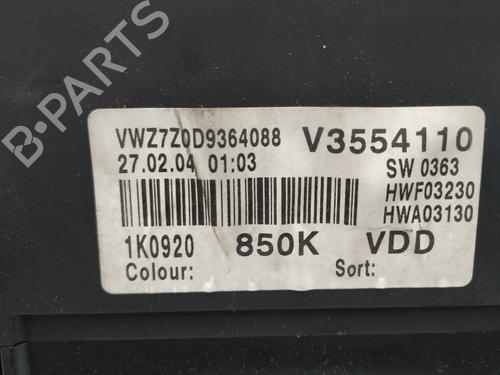 VWZ7Z0D9364088 V3554110
27.02.04 01:03 SW 0363
HWF03230
HWA03130
1K0920 850K VDD
Colour: Sort:
B-PARTS